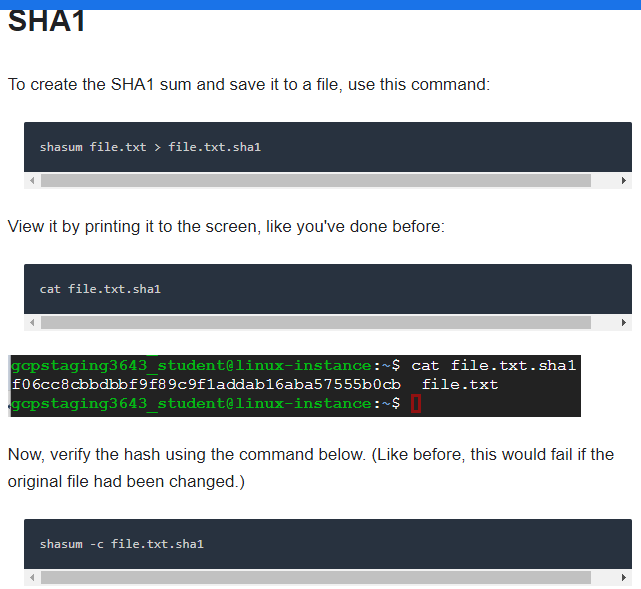 SHA1
To create the SHA1 sum and save it to a file, use this command:
shasum file.txt > file.txt.sha1
View it by printing it to the screen, like you've done before:
cat file.txt.sha1
gcpstaging3643_student@linux-instance:~$ cat file.txt.sha1
f06cc8cbbdbbf9f89c9f1addab16aba57555b0cb  file.txt
gcpstaging3643_student@linux-instance:~$
Now, verify the hash using the command below. (Like before, this would fail if the
original file had been changed.)
shasum -c file.txt.sha1